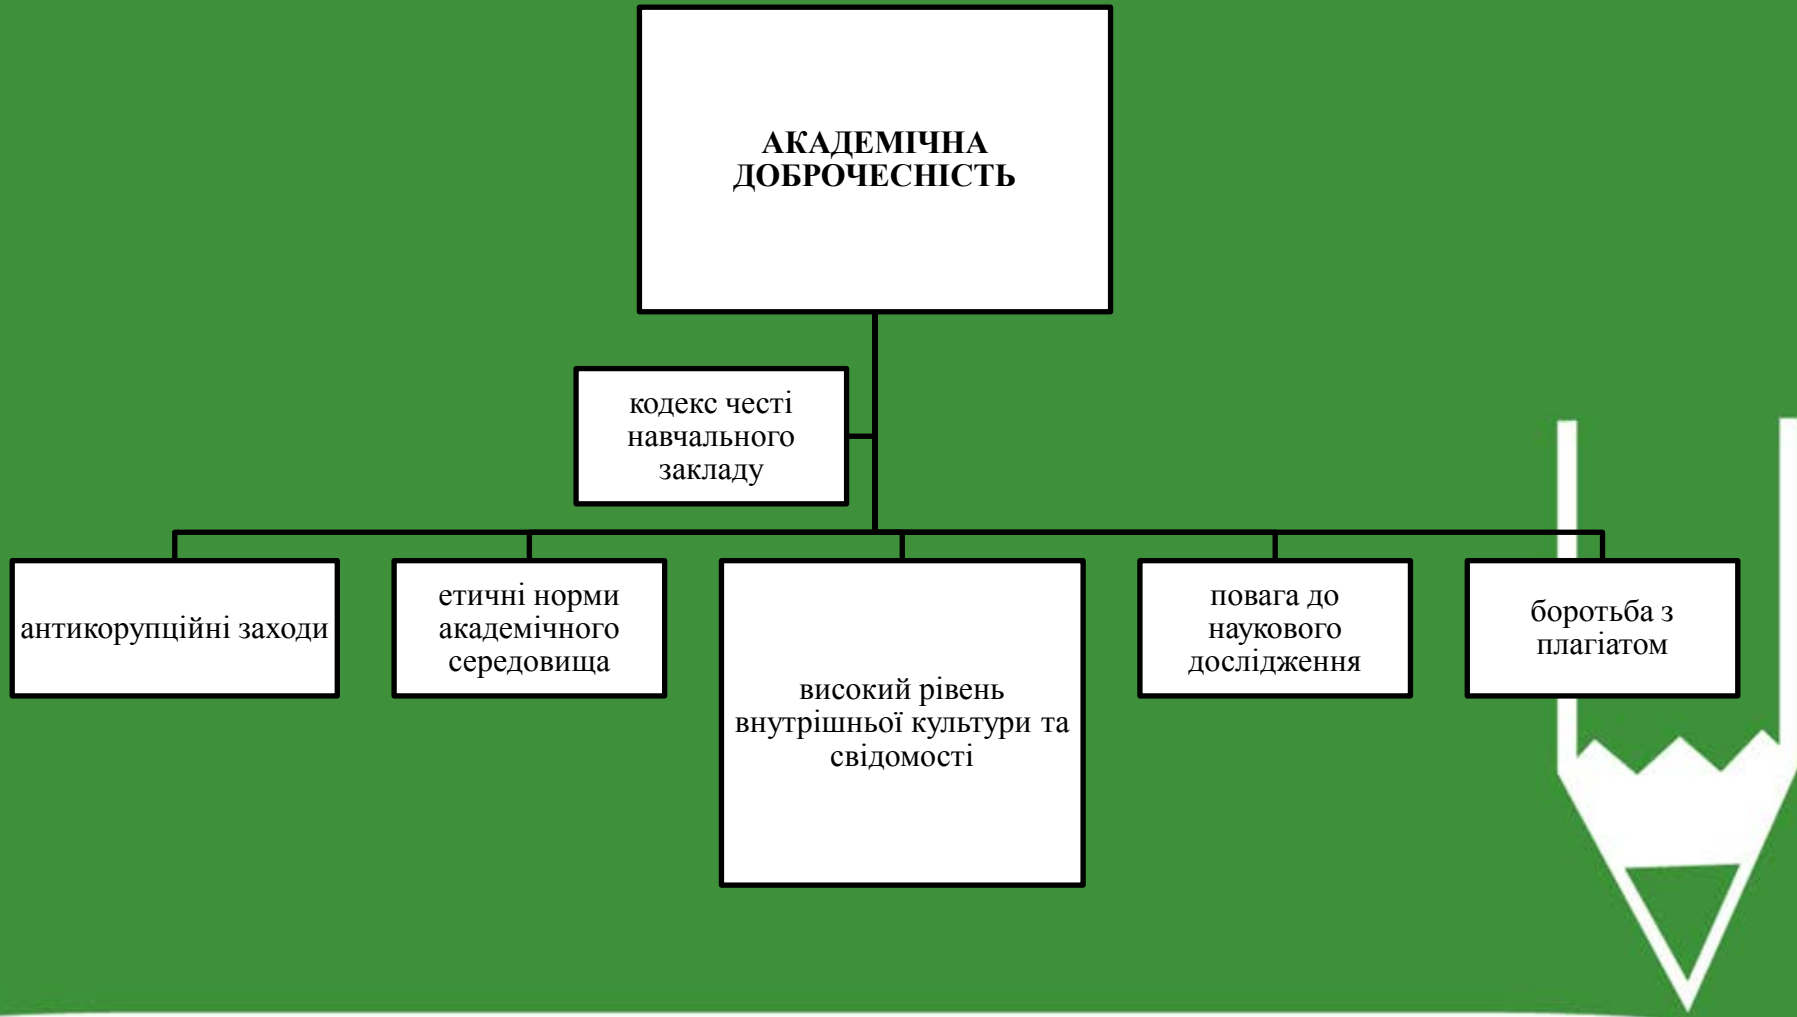 АКАДЕМІЧНА
ДОБРОЧЕСНІСТЬ
кодекс честі
навчального
закладу
антикорупційні заходи
етичні норми
академічного
середовища
високий рівень
внутрішньої культури та
свідомості
повага до
наукового
дослідження
боротьба з
плагіатом